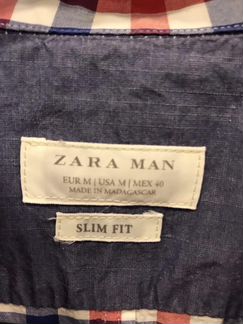 ZARA MAN
EUR M | USA M | MEX 40
MADE IN MADAGASCAR
SLIM FIT